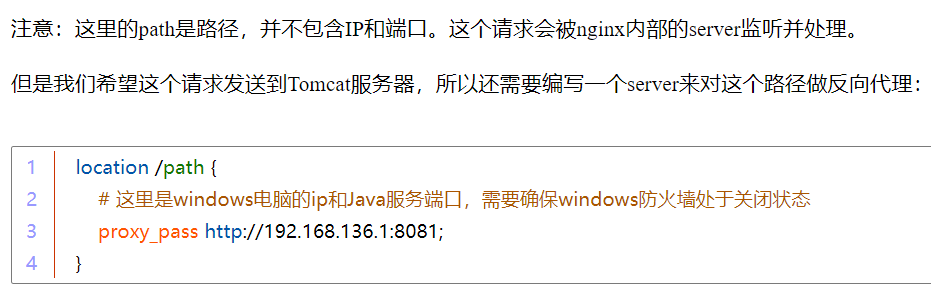 注意：这里的path是路径，并不包含IP和端口。这个请求会被nginx内部的server监听并处理。
但是我们希望这个请求发送到Tomcat服务器，所以还需要编写一个server来对这个路径做反向代理：
1 location /path {
2 # 这里是windows电脑的ip和Java服务端口，需要确保windows防火墙处于关闭状态
3 proxy_pass http://192.168.136.1:8081;
4 }